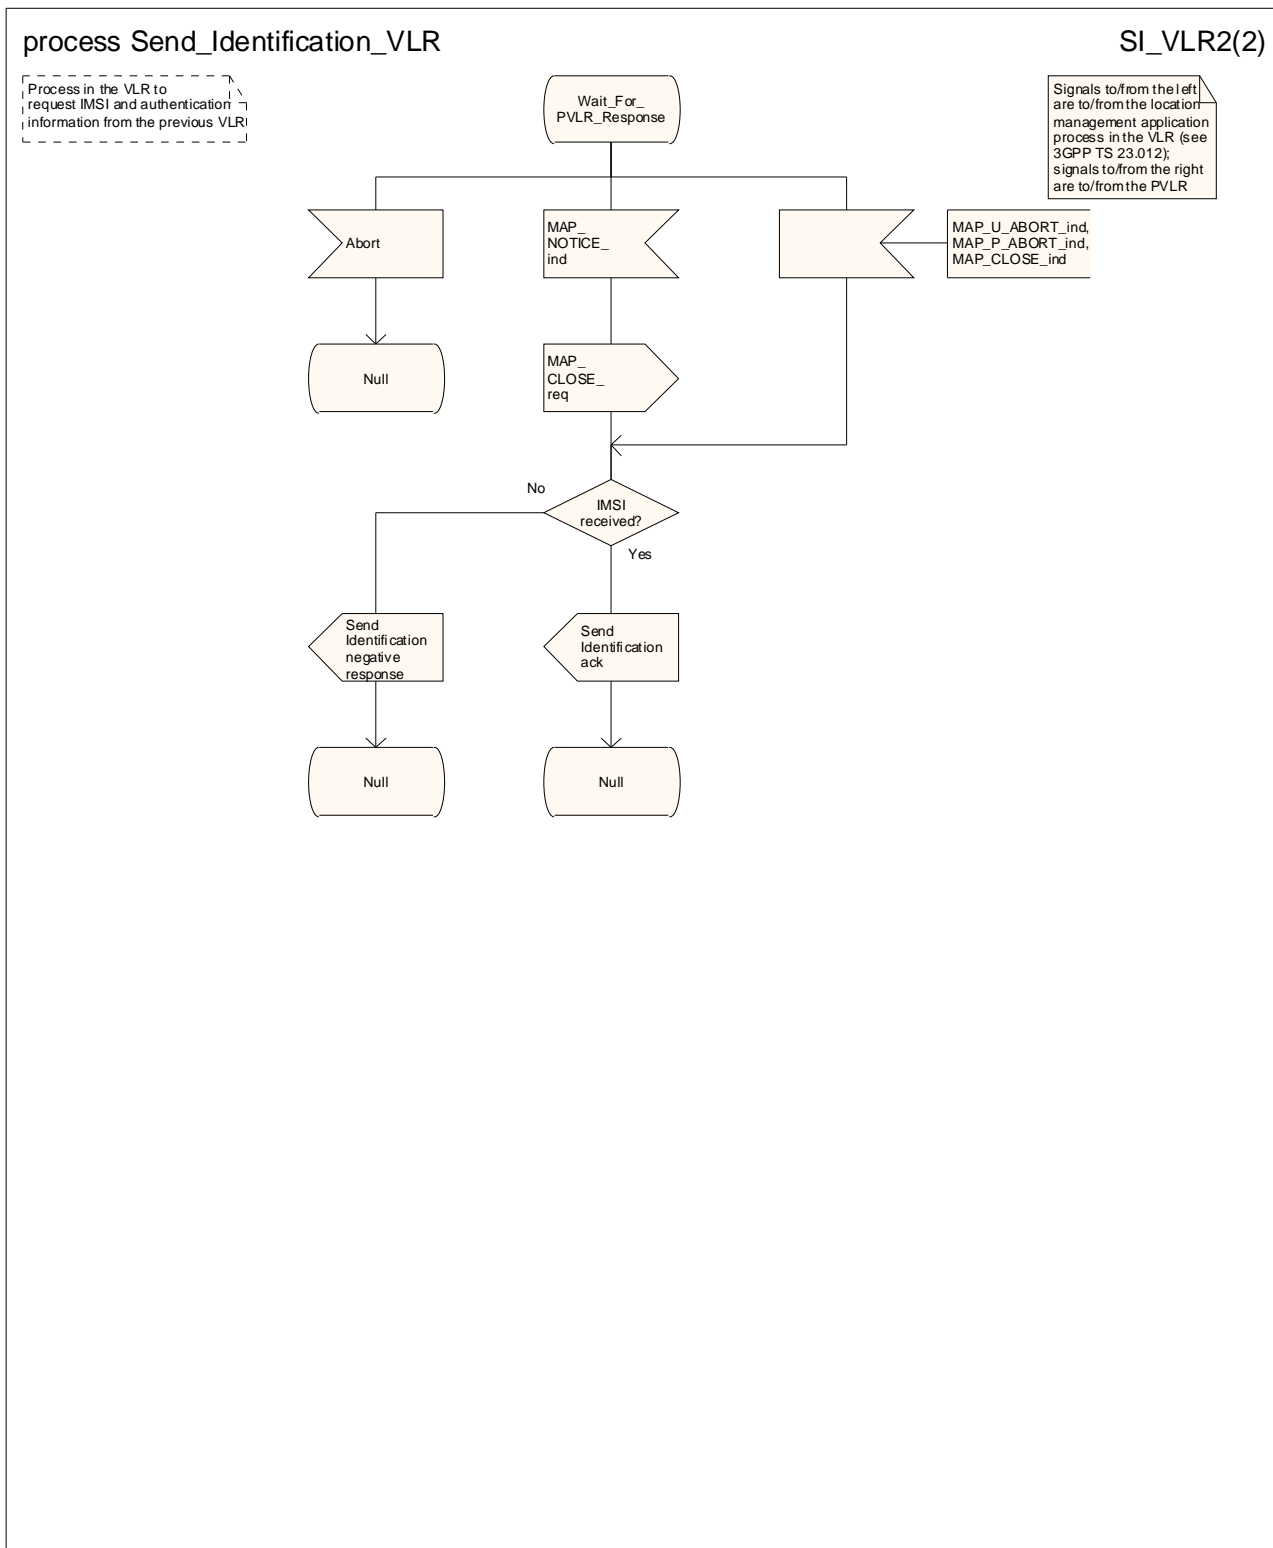 process Send_Identification_VLR
SI_VLR2(2)
Process in the VLR to
request IMSI and authentication
information from the previous VLR
Wait_For_
PVLR_Response
Signals to/from the left
are to/from the location
management application
process in the VLR (see
3GPP TS 23.012);
signals to/from the right
are to/from the PVLR
Abort
MAP_
NOTICE_
ind
MAP_U_ABORT_ind,
MAP_P_ABORT_ind,
MAP_CLOSE_ind
Null
MAP_
CLOSE_
req
No
IMSI
received?
Yes
Send
Identification
negative
response
Send
Identification
ack
Null
Null